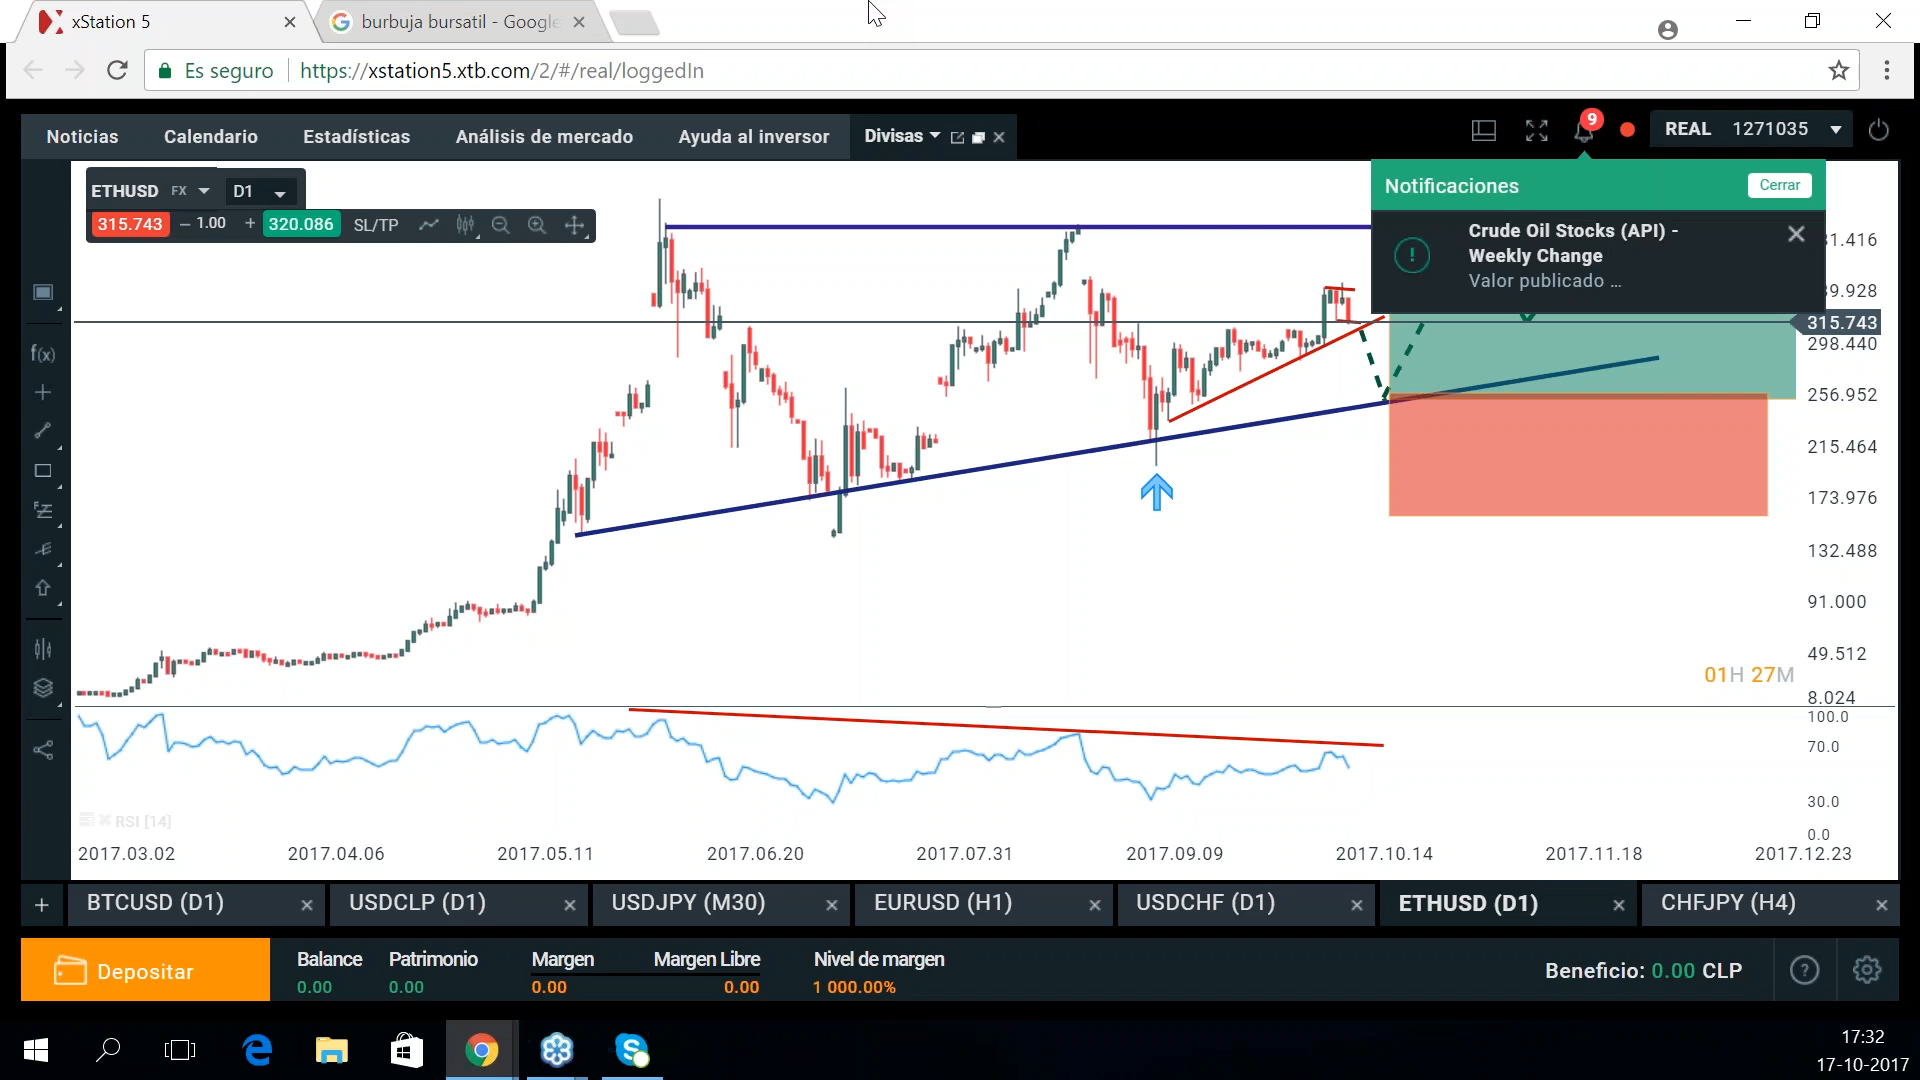 xStation 5
burbuja bursatil - Google
Es seguro
https://xstation5.xtb.com/2/#/real/loggedIn
Noticias
Calendario
Estadísticas
Análisis de mercado
Ayuda al inversor
Divisas
9
REAL 1271035
ETHUSD FX D1
315.743 – 1.00 + 320.086 SL/TP
Notificaciones
Cerrar
Crude Oil Stocks (API) -
Weekly Change
Valor publicado ...
f(x)
315.743
298.440
256.952
215.464
173.976
132.488
91.000
49.512
8.024
01H 27M
100.0
70.0
30.0
0.0
RSI [14]
2017.03.02
2017.04.06
2017.05.11
2017.06.20
2017.07.31
2017.09.09
2017.10.14
2017.11.18
2017.12.23
BTCUSD (D1)
USDCLP (D1)
USDJPY (M30)
EURUSD (H1)
USDCHF (D1)
ETHUSD (D1)
CHFJPY (H4)
Depositar
Balance
0.00
Patrimonio
0.00
Margen
0.00
Margen Libre
0.00
Nivel de margen
1 000.00%
Beneficio: 0.00 CLP
17:32
17-10-2017